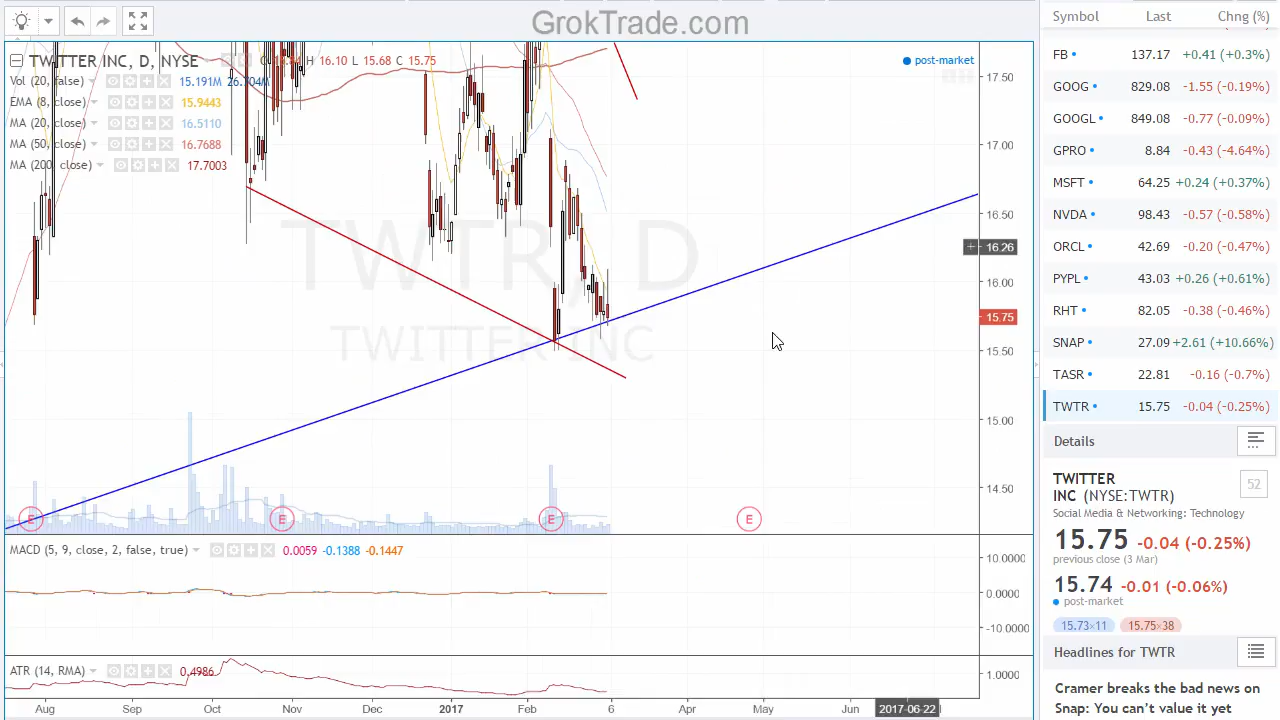 GrokTrade.com
TWITTER INC, D, NYSE H 16.10 L 15.68 C 15.75
post-market
Vol (20, false) 15.191M 26.704M
EMA (8, close) 15.9443
MA (20, close) 16.5110
MA (50, close) 16.7688
MA (200, close) 17.7003
TWTR, D
TWITTER INC
17.50
17.00
16.50
16.26
16.00
15.75
15.50
15.00
14.50
E E E E
MACD (5, 9, close, 2, false, true) 0.0059 -0.1388 -0.1447
10.0000
0.0000
-10.0000
ATR (14, RMA) 0.4986
1.0000
Aug Sep Oct Nov Dec 2017 Feb 6 Apr May Jun 2017-06-22
Symbol Last Chng (%)
FB 137.17 +0.41 (+0.3%)
GOOG 829.08 -1.55 (-0.19%)
GOOGL 849.08 -0.77 (-0.09%)
GPRO 8.84 -0.43 (-4.64%)
MSFT 64.25 +0.24 (+0.37%)
NVDA 98.43 -0.57 (-0.58%)
ORCL 42.69 -0.20 (-0.47%)
PYPL 43.03 +0.26 (+0.61%)
RHT 82.05 -0.38 (-0.46%)
SNAP 27.09 +2.61 (+10.66%)
TASR 22.81 -0.16 (-0.7%)
TWTR 15.75 -0.04 (-0.25%)
Details
TWITTER
INC (NYSE:TWTR)
52
Social Media & Networking: Technology
15.75 -0.04 (-0.25%)
previous close (3 Mar)
15.74 -0.01 (-0.06%)
post-market
15.73×11 15.75×38
Headlines for TWTR
Cramer breaks the bad news on
Snap: You can't value it yet